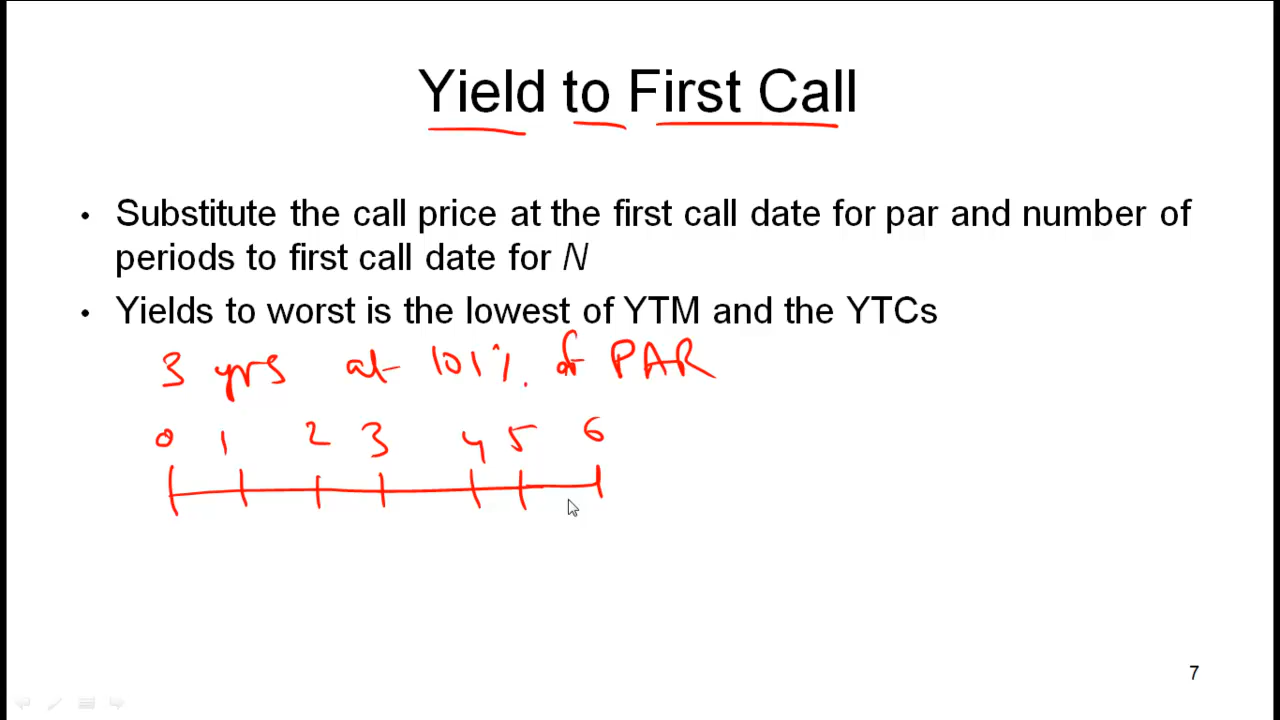 Yield to First Call
• Substitute the call price at the first call date for par and number of
periods to first call date for N
• Yields to worst is the lowest of YTM and the YTCs
3 yrs at 101% of PAR
0 1 2 3 4 5 6
7